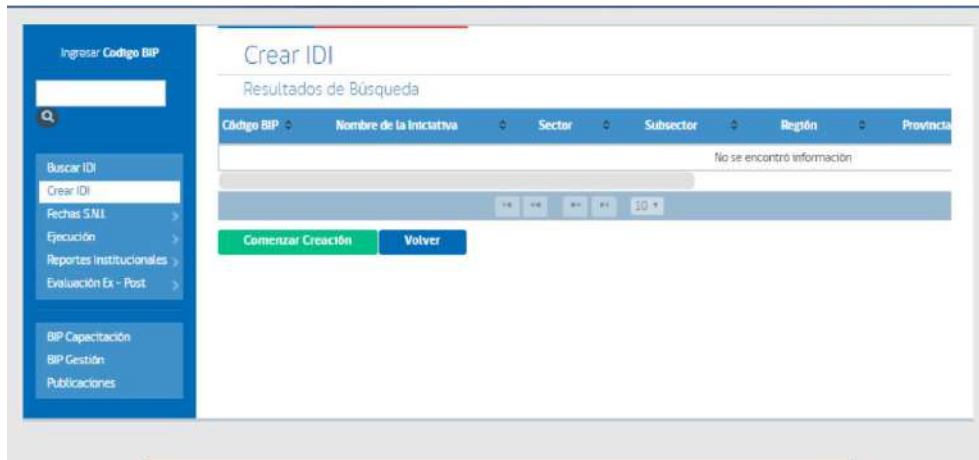 Ingresar Codigo BIP
Buscar IDI
Crear IDI
Fechas S.N.I.
Ejecución
Reportes Institucionales
Evaluación Ex - Post
BIP Capacitación
BIP Gestión
Publicaciones
Crear IDI
Resultados de Búsqueda
Código BIP Nombre de la Iniciativa Sector Subsector Región Provincia
No se encontró información
10
Comenzar Creación Volver